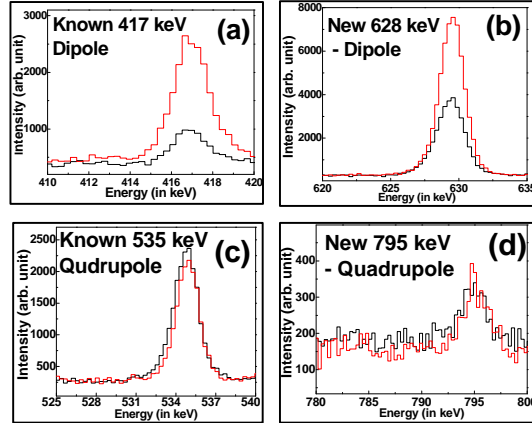 Known 417 keV (a)
Dipole
Intensity (arb. unit)
3000
2000
1000
410 412 414 416 418 420
Energy (in keV)
New 628 keV (b)
- Dipole
Intensity (arb. unit)
8000
6000
4000
2000
620 625 630 635
Energy (in keV)
Known 535 keV
(c)
Qudrupole
Intensity (arb. unit)
2500
2000
1500
1000
500
525 528 531 534 537 540
Energy (in keV)
New 795 keV (d)
- Quadrupole
Intensity (arb. unit)
400
300
200
100
780 785 790 795 800
Energy (in keV)